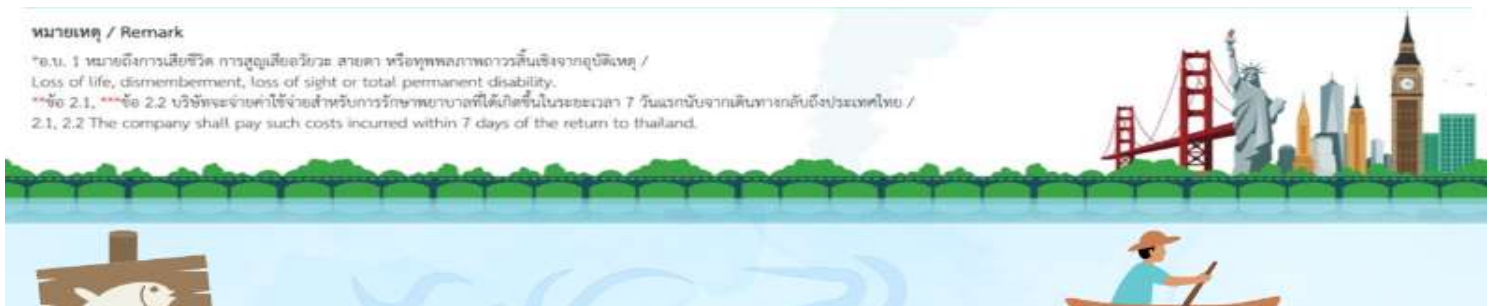 หมายเหตุ / Remark
*อ.บ. 1 หมายถึงการเสียชีวิต การสูญเสียอวัยวะ สายตา หรือทุพพลภาพถาวรสิ้นเชิงจากอุบัติเหตุ /
Loss of life, dismemberment, loss of sight or total permanent disability.
**ข้อ 2.1, ***ข้อ 2.2 บริษัทจะจ่ายค่าใช้จ่ายสำหรับการรักษาพยาบาลที่ได้เกิดขึ้นในระยะเวลา 7 วันแรกนับจากเดินทางกลับถึงประเทศไทย /
2.1, 2.2 The company shall pay such costs incurred within 7 days of the return to thailand.